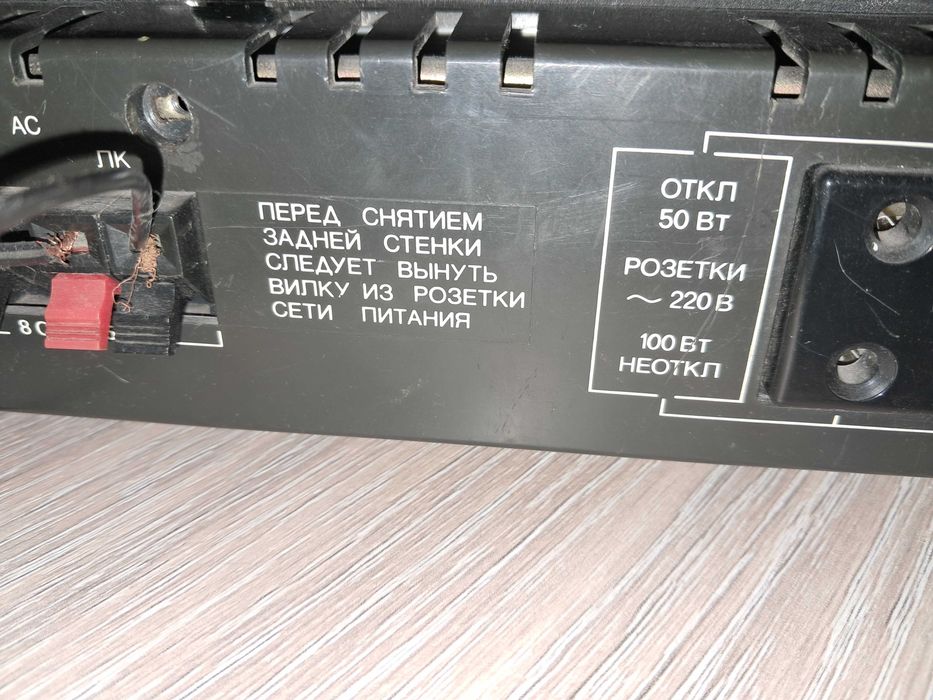 АС
ЛК
ПЕРЕД СНЯТИЕМ
ЗАДНЕЙ СТЕНКИ
СЛЕДУЕТ ВЫНУТЬ
ВИЛКУ ИЗ РОЗЕТКИ
СЕТИ ПИТАНИЯ
8
ОТКЛ
50 Вт
РОЗЕТКИ
~ 220 В
100 Вт
НЕОТКЛ